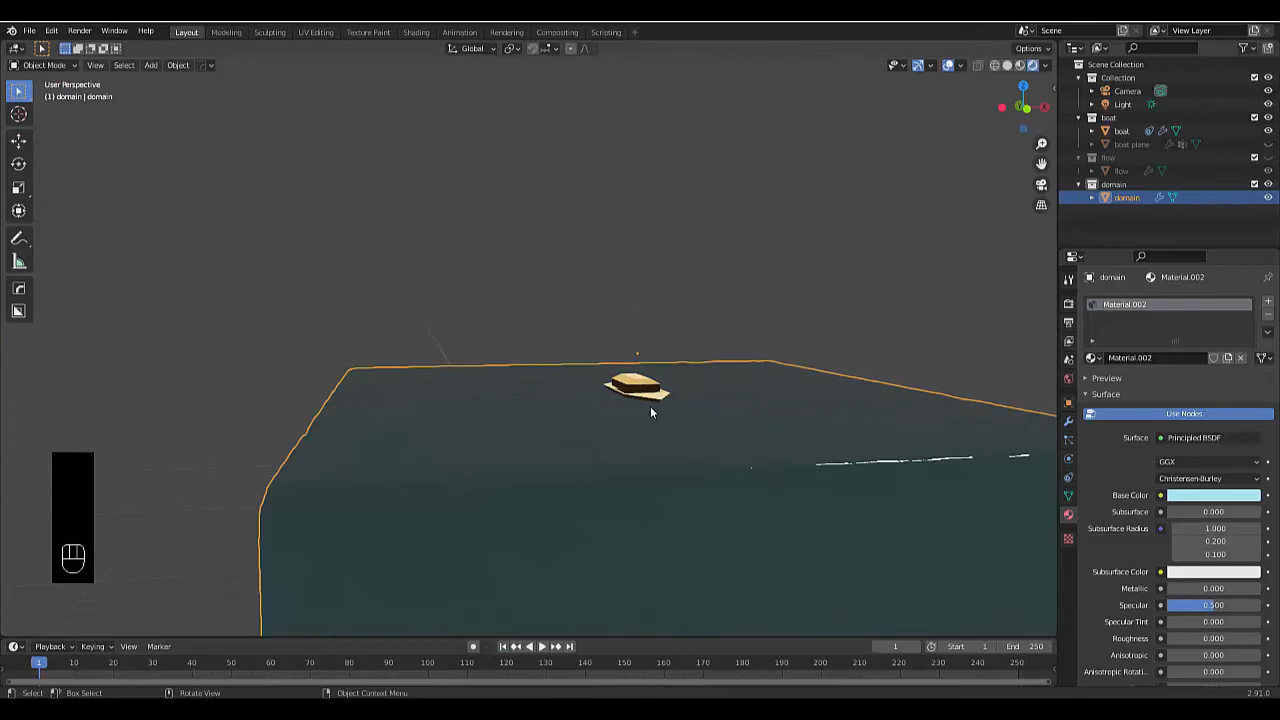 File Edit Render Window Help Layout Modeling Sculpting UV Editing Texture Paint Shading Animation Rendering Compositing Scripting + Scene View Layer
Global Options
Object Mode View Select Add Object
User Perspective
(1) domain | domain
Scene Collection
Collection
Camera
Light
boat
boat
boat plane
flow
flow
domain
domain
domain Material.002
Material.002
Material.002
Preview
Surface
Use Nodes
Surface Principled BSDF
GGX
Christensen-Burley
Base Color
Subsurface 0.000
Subsurface Radius 1.000
0.200
0.100
Subsurface Color
Metallic 0.000
Specular 0.500
Specular Tint 0.000
Roughness 0.000
Anisotropic 0.000
Anisotropic Rotati.. 0.000
Playback Keying View Marker 1 Start 1 End 250
1 10 20 30 40 50 60 70 80 90 100 110 120 130 140 150 160 170 180 190 200 210 220 230 240 250
Select Box Select Rotate View Object Context Menu 2.91.0